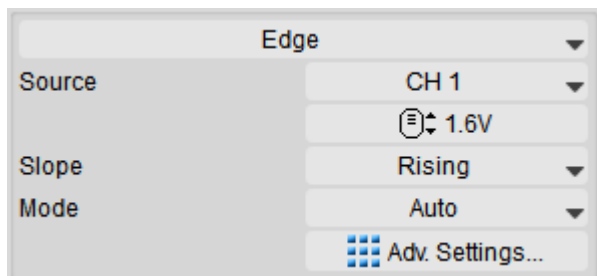 Edge
Source CH 1
1.6V
Slope Rising
Mode Auto
Adv. Settings...